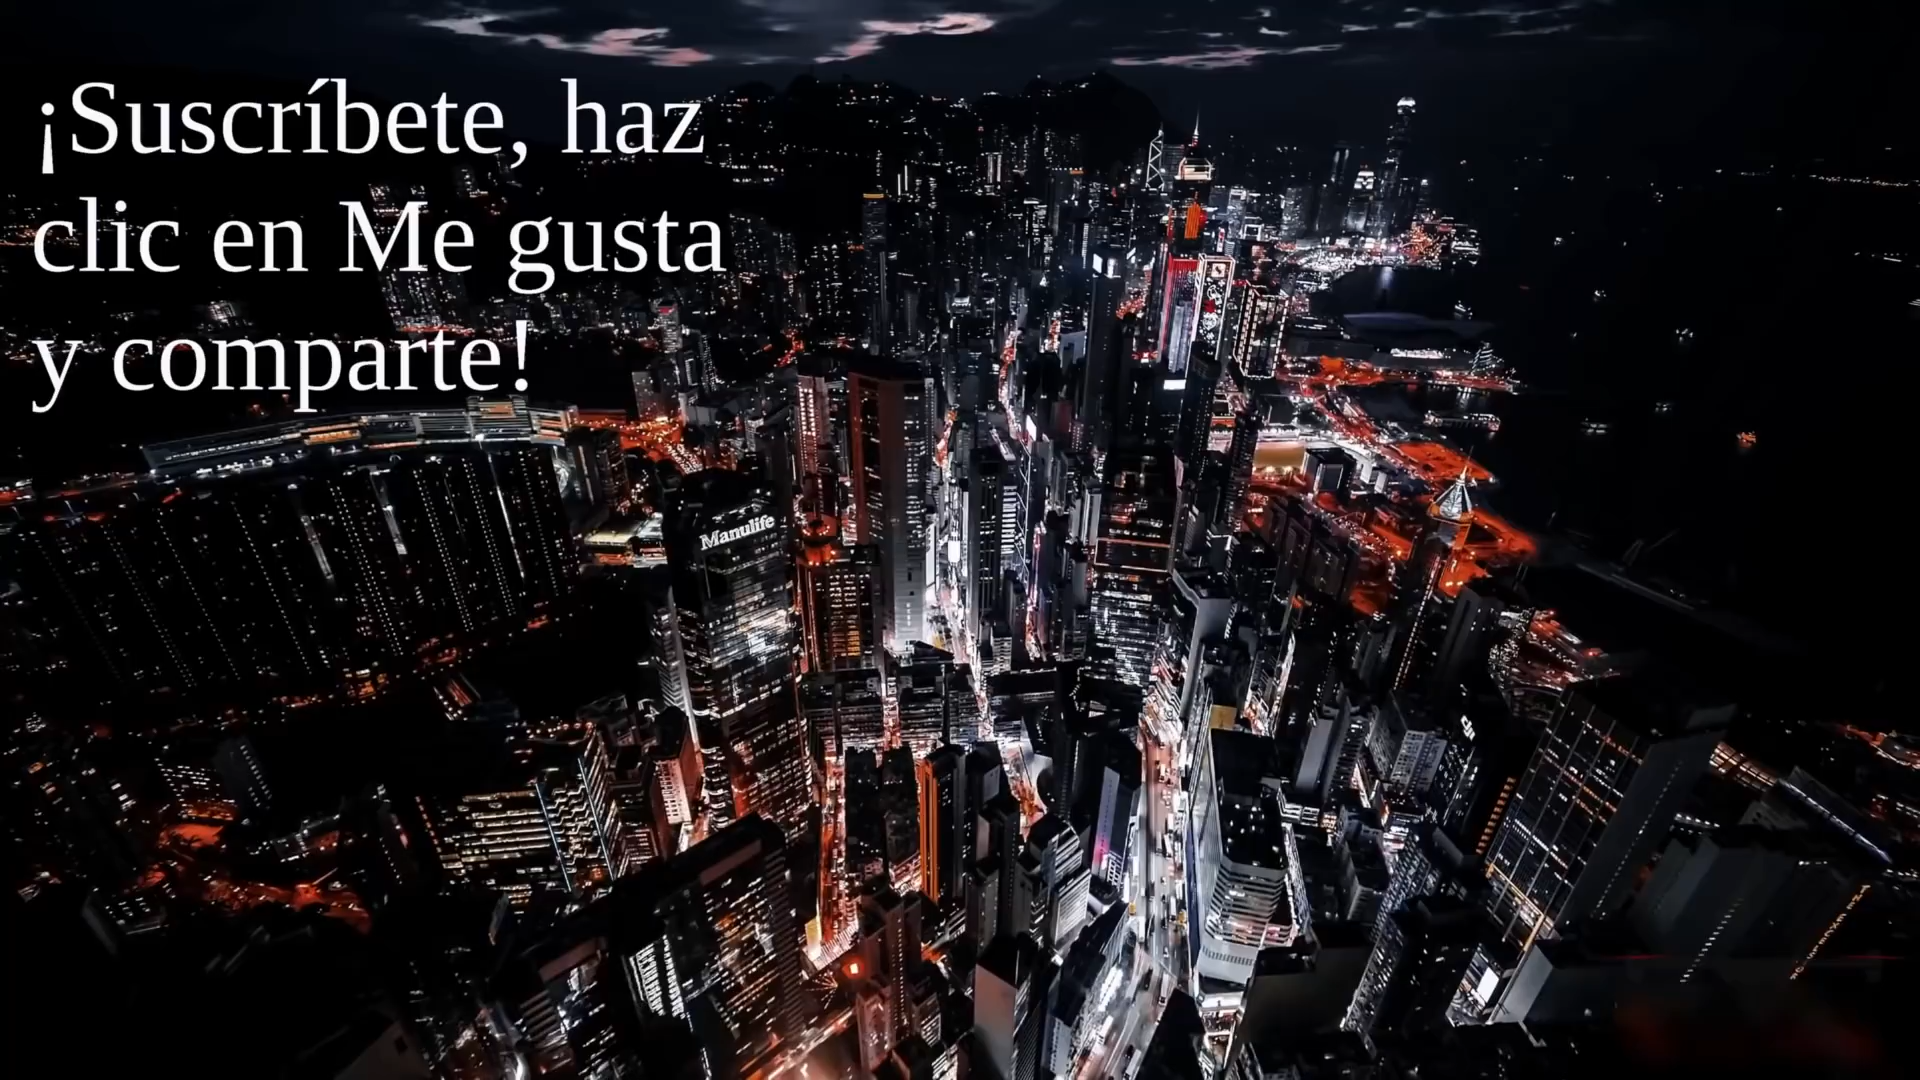 ¡Suscríbete, haz
clic en Me gusta
y comparte!
Manulife